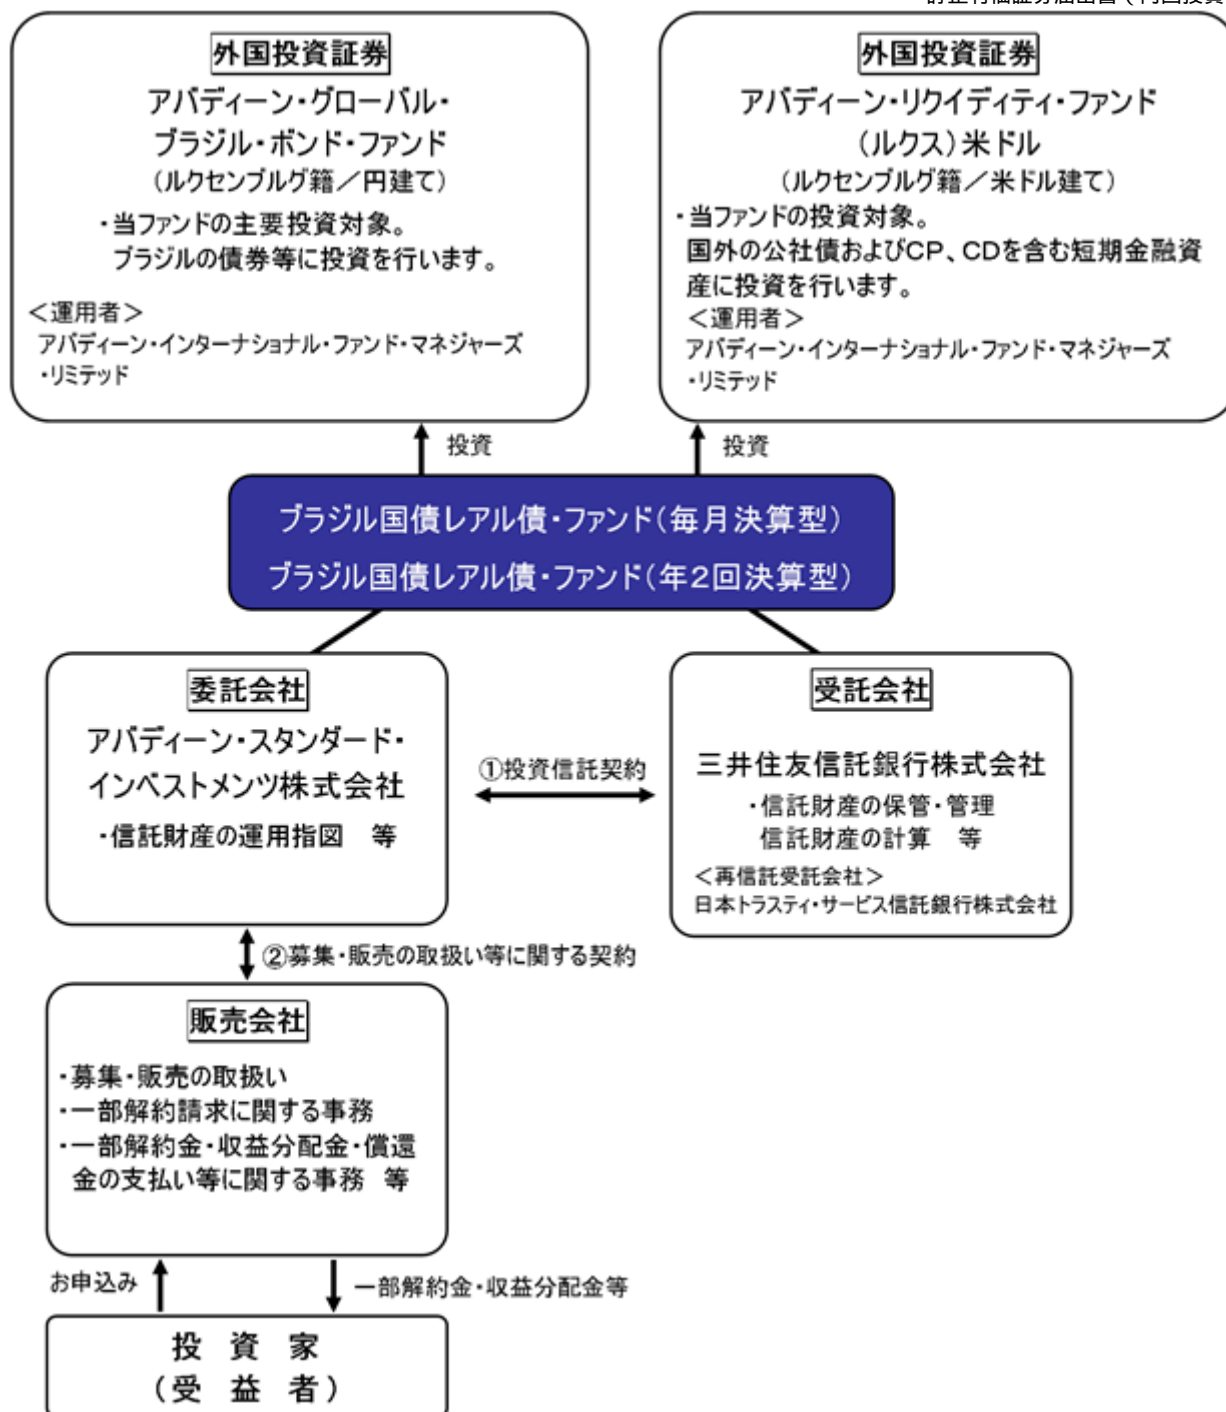 外国投資証券
アバディーン・グローバル・
ブラジル・ボンド・ファンド
(ルクセンブルグ籍／円建て)
・当ファンドの主要投資対象。
ブラジルの債券等に投資を行います。
＜運用者＞
アバディーン・インターナショナル・ファンド・マネジャーズ
・リミテッド
外国投資証券
アバディーン・リクイディティ・ファンド
(ルクス)米ドル
(ルクセンブルグ籍／米ドル建て)
・当ファンドの投資対象。
国外の公社債およびCP、CDを含む短期金融資
産に投資を行います。
＜運用者＞
アバディーン・インターナショナル・ファンド・マネジャーズ
・リミテッド
投資
投資
ブラジル国債レアル債・ファンド(毎月決算型)
ブラジル国債レアル債・ファンド(年2回決算型)
委託会社
アバディーン・スタンダード・
インベストメンツ株式会社
・信託財産の運用指図　等
①投資信託契約
受託会社
三井住友信託銀行株式会社
・信託財産の保管・管理
信託財産の計算　等
＜再信託受託会社＞
日本トラスティ・サービス信託銀行株式会社
②募集・販売の取扱い等に関する契約
販売会社
・募集・販売の取扱い
・一部解約請求に関する事務
・一部解約金・収益分配金・償還
金の支払い等に関する事務　等
お申込み
一部解約金・収益分配金等
投　資　家
(受　益　者)